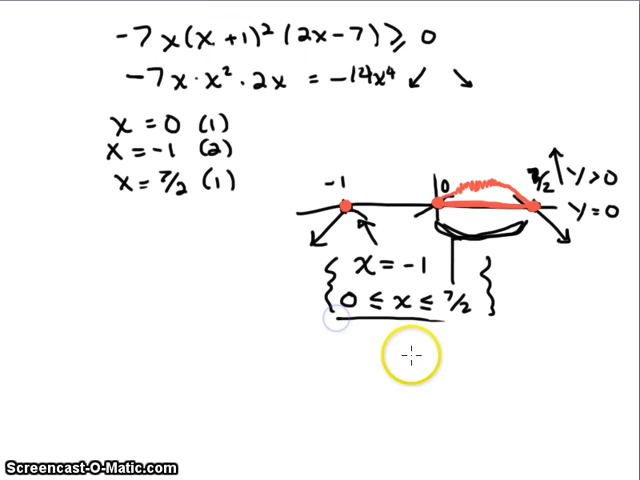 -7x(x+1)²(2x-7) ≥ 0
-7x · x² · 2x = -14x⁴ ↙ ↘
x = 0 (1)
x = -1 (2)
x = 7/2 (1)
-1 0 7/2 y > 0
y = 0
x = -1
0 ≤ x ≤ 7/2
Screencast-O-Matic.com